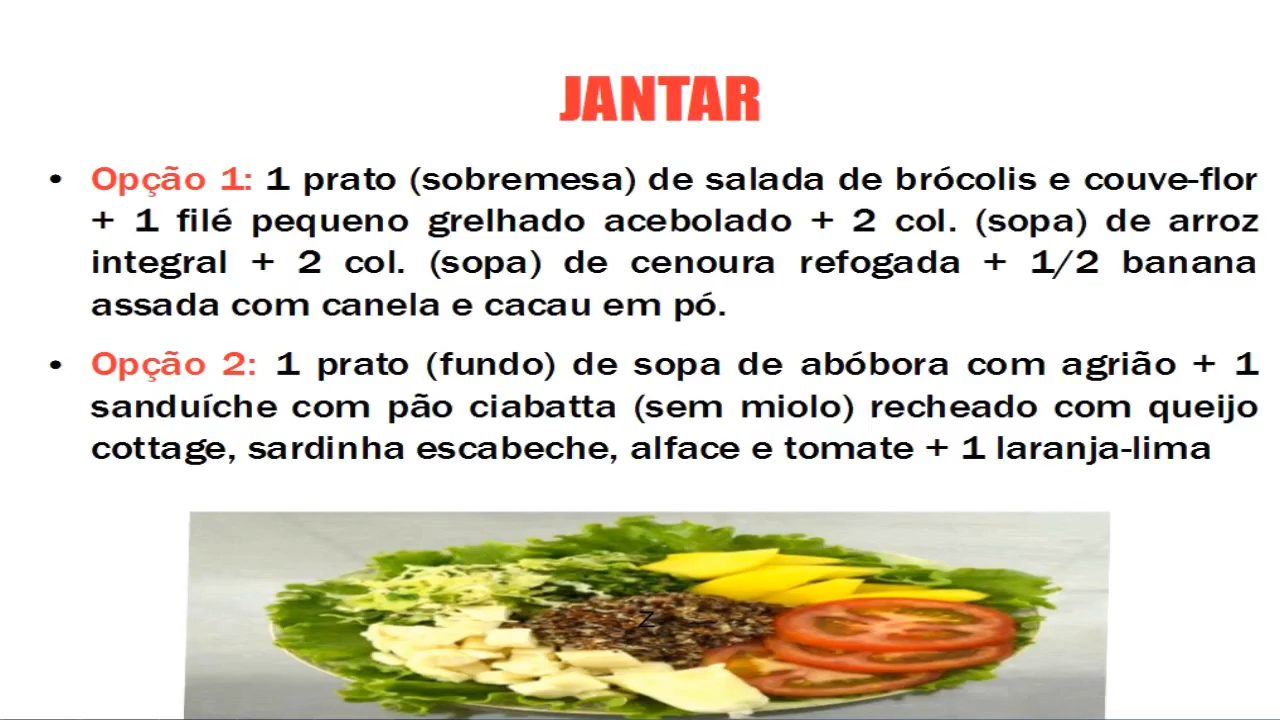 JANTAR
• Opção 1: 1 prato (sobremesa) de salada de brócolis e couve-flor
+ 1 filé pequeno grelhado acebolado + 2 col. (sopa) de arroz
integral + 2 col. (sopa) de cenoura refogada + 1/2 banana
assada com canela e cacau em pó.
• Opção 2: 1 prato (fundo) de sopa de abóbora com agrião + 1
sanduíche com pão ciabatta (sem miolo) recheado com queijo
cottage, sardinha escabeche, alface e tomate + 1 laranja-lima
z